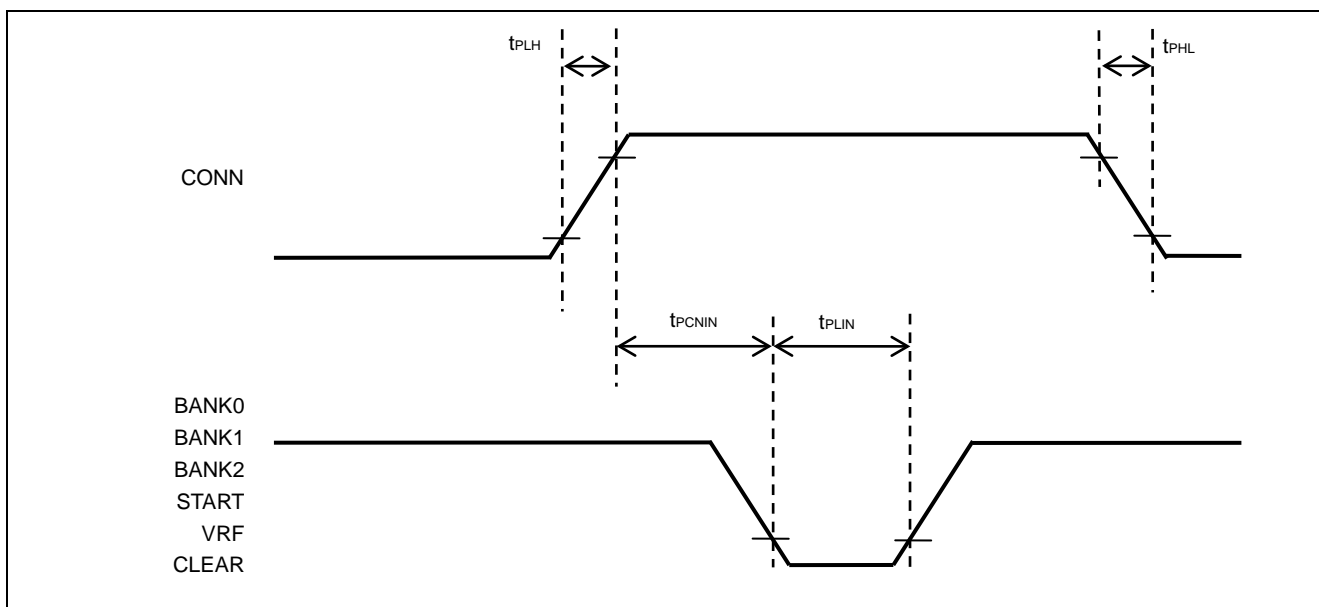 tPLH
tPHL
CONN
tPCNIN
tPLIN
BANK0
BANK1
BANK2
START
VRF
CLEAR